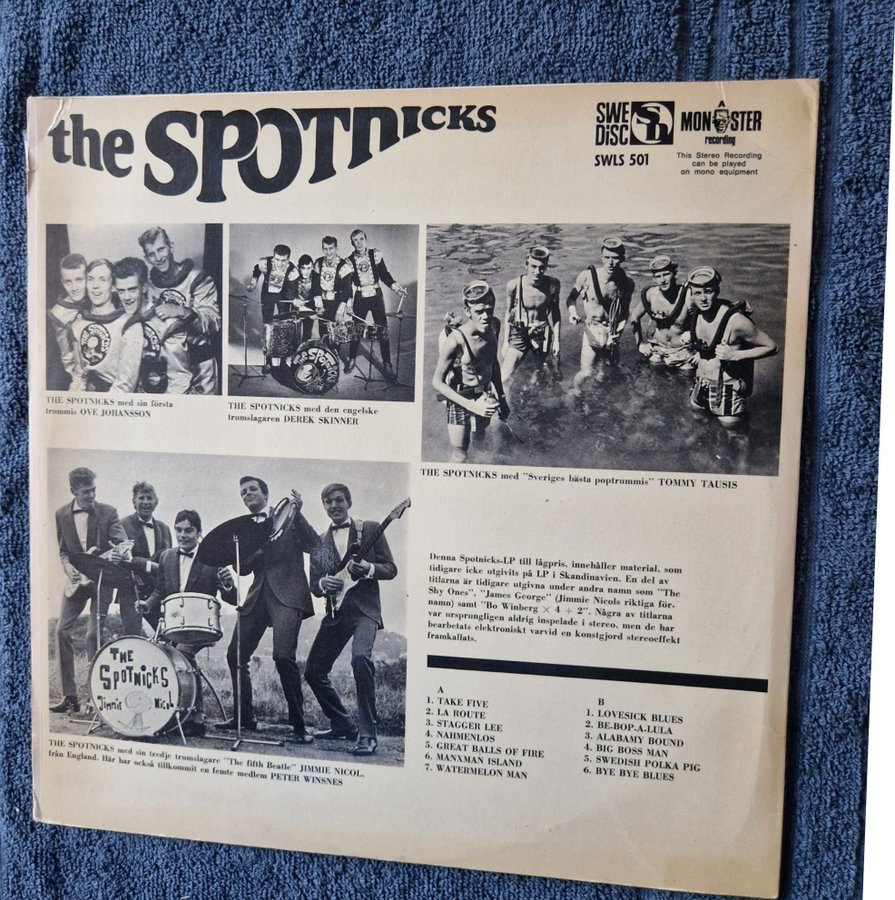 the SPOTNICKS
SWE
DISC
SD
SWLS 501
A
MONSTER
recording
This Stereo Recording
can be played
on mono equipment
THE SPOTNICKS med sin första
trummis OVE JOHANSSON
THE SPOTNICKS
THE SPOTNICKS med den engelske
trumslagaren DEREK SKINNER
THE SPOTNICKS med "Sveriges bästa poptrummis" TOMMY TAUSIS
THE
SPOTNICKS
Jimmie Nicol
THE SPOTNICKS med sin tredje trumslagare "The fifth Beatle" JIMMIE NICOL.
från England. Här har också tillkommit en femte medlem PETER WINSNES
Denna Spotnicks-LP till lågpris, innehåller material, som
tidigare icke utgivits på LP i Skandinavien. En del av
titlarna är tidigare utgivna under andra namn som "The
Shy Ones", "James George" (Jimmie Nicols riktiga för-
namn) samt "Bo Winberg × 4 + 2". Några av titlarna
var ursprungligen aldrig inspelade i stereo, men de har
bearbetats elektroniskt varvid en konstgjord stereoeffekt
framkallats.
A
1. TAKE FIVE
2. LA ROUTE
3. STAGGER LEE
4. NAHMENLOS
5. GREAT BALLS OF FIRE
6. MANXMAN ISLAND
7. WATERMELON MAN
B
1. LOVESICK BLUES
2. BE-BOP-A-LULA
3. ALABAMY BOUND
4. BIG BOSS MAN
5. SWEDISH POLKA PIG
6. BYE BYE BLUES